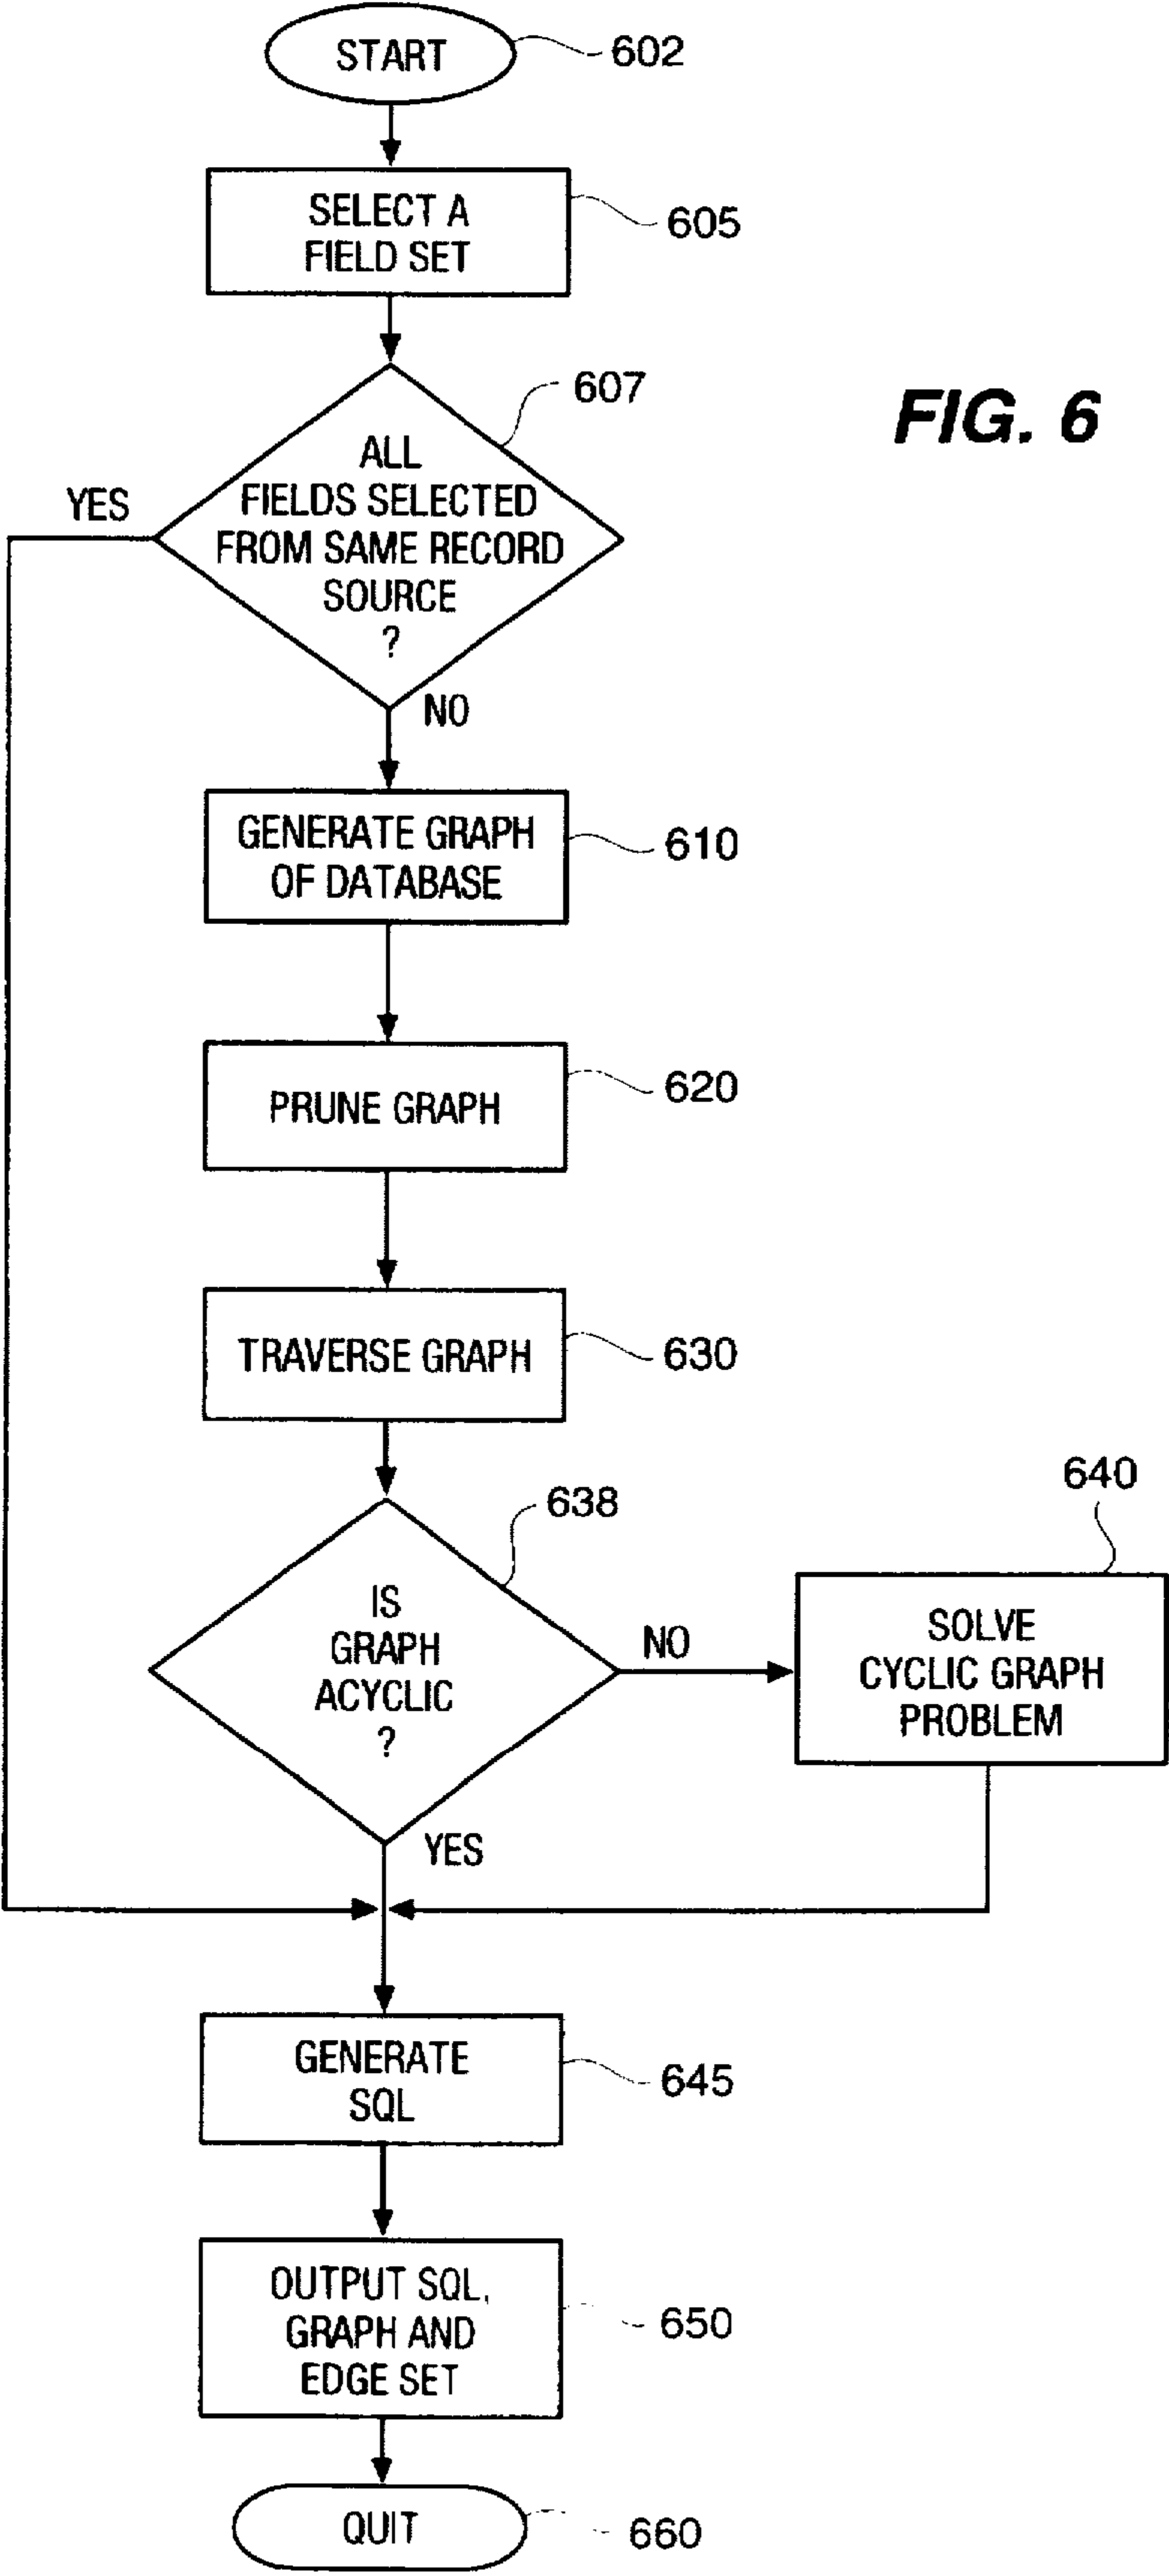 START
602
SELECT A
FIELD SET
605
607
FIG. 6
ALL
FIELDS SELECTED
FROM SAME RECORD
SOURCE
?
YES
NO
GENERATE GRAPH
OF DATABASE
610
PRUNE GRAPH
620
TRAVERSE GRAPH
630
638
640
IS
GRAPH
ACYCLIC
?
NO
SOLVE
CYCLIC GRAPH
PROBLEM
YES
GENERATE
SQL
645
OUTPUT SQL,
GRAPH AND
EDGE SET
650
QUIT
660